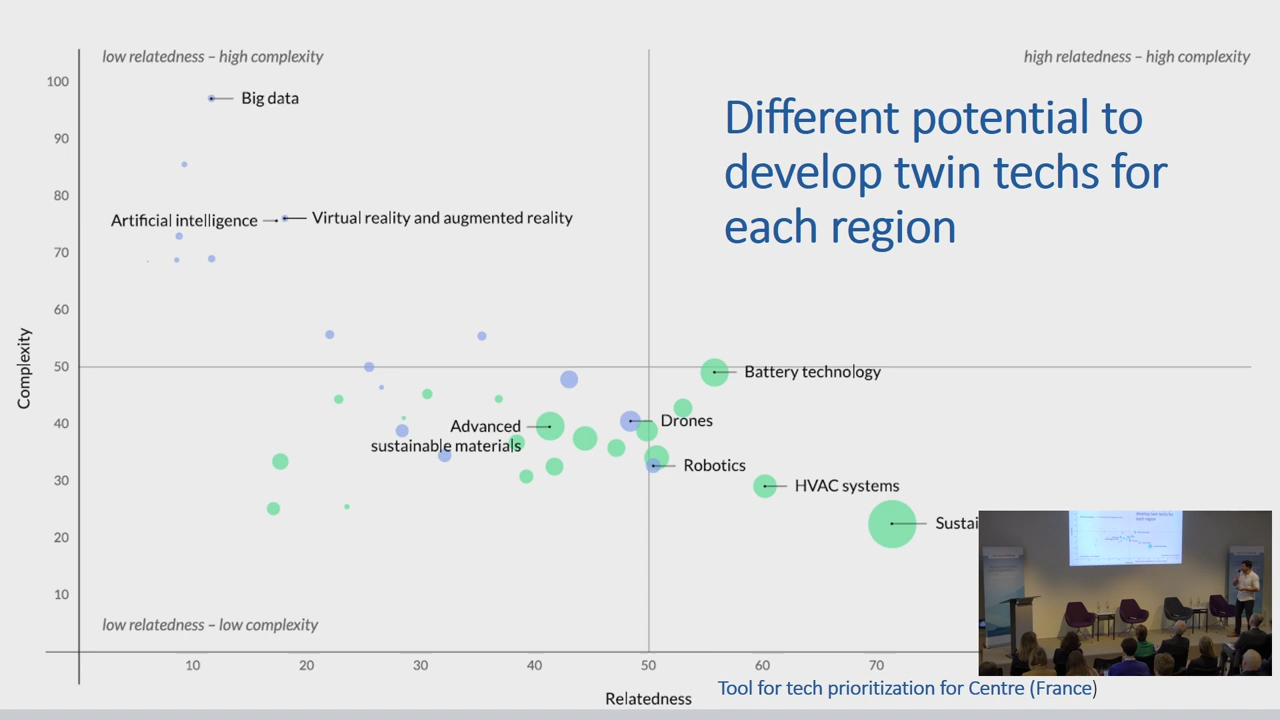 low relatedness – high complexity
high relatedness – high complexity
100
Big data
Different potential to
develop twin techs for
each region
90
80
Artificial intelligence
Virtual reality and augmented reality
70
60
Complexity
50
Battery technology
40
Advanced
sustainable materials
Drones
30
Robotics
HVAC systems
20
Sustai
10
low relatedness – low complexity
10
20
30
40
50
60
70
Relatedness
Tool for tech prioritization for Centre (France)